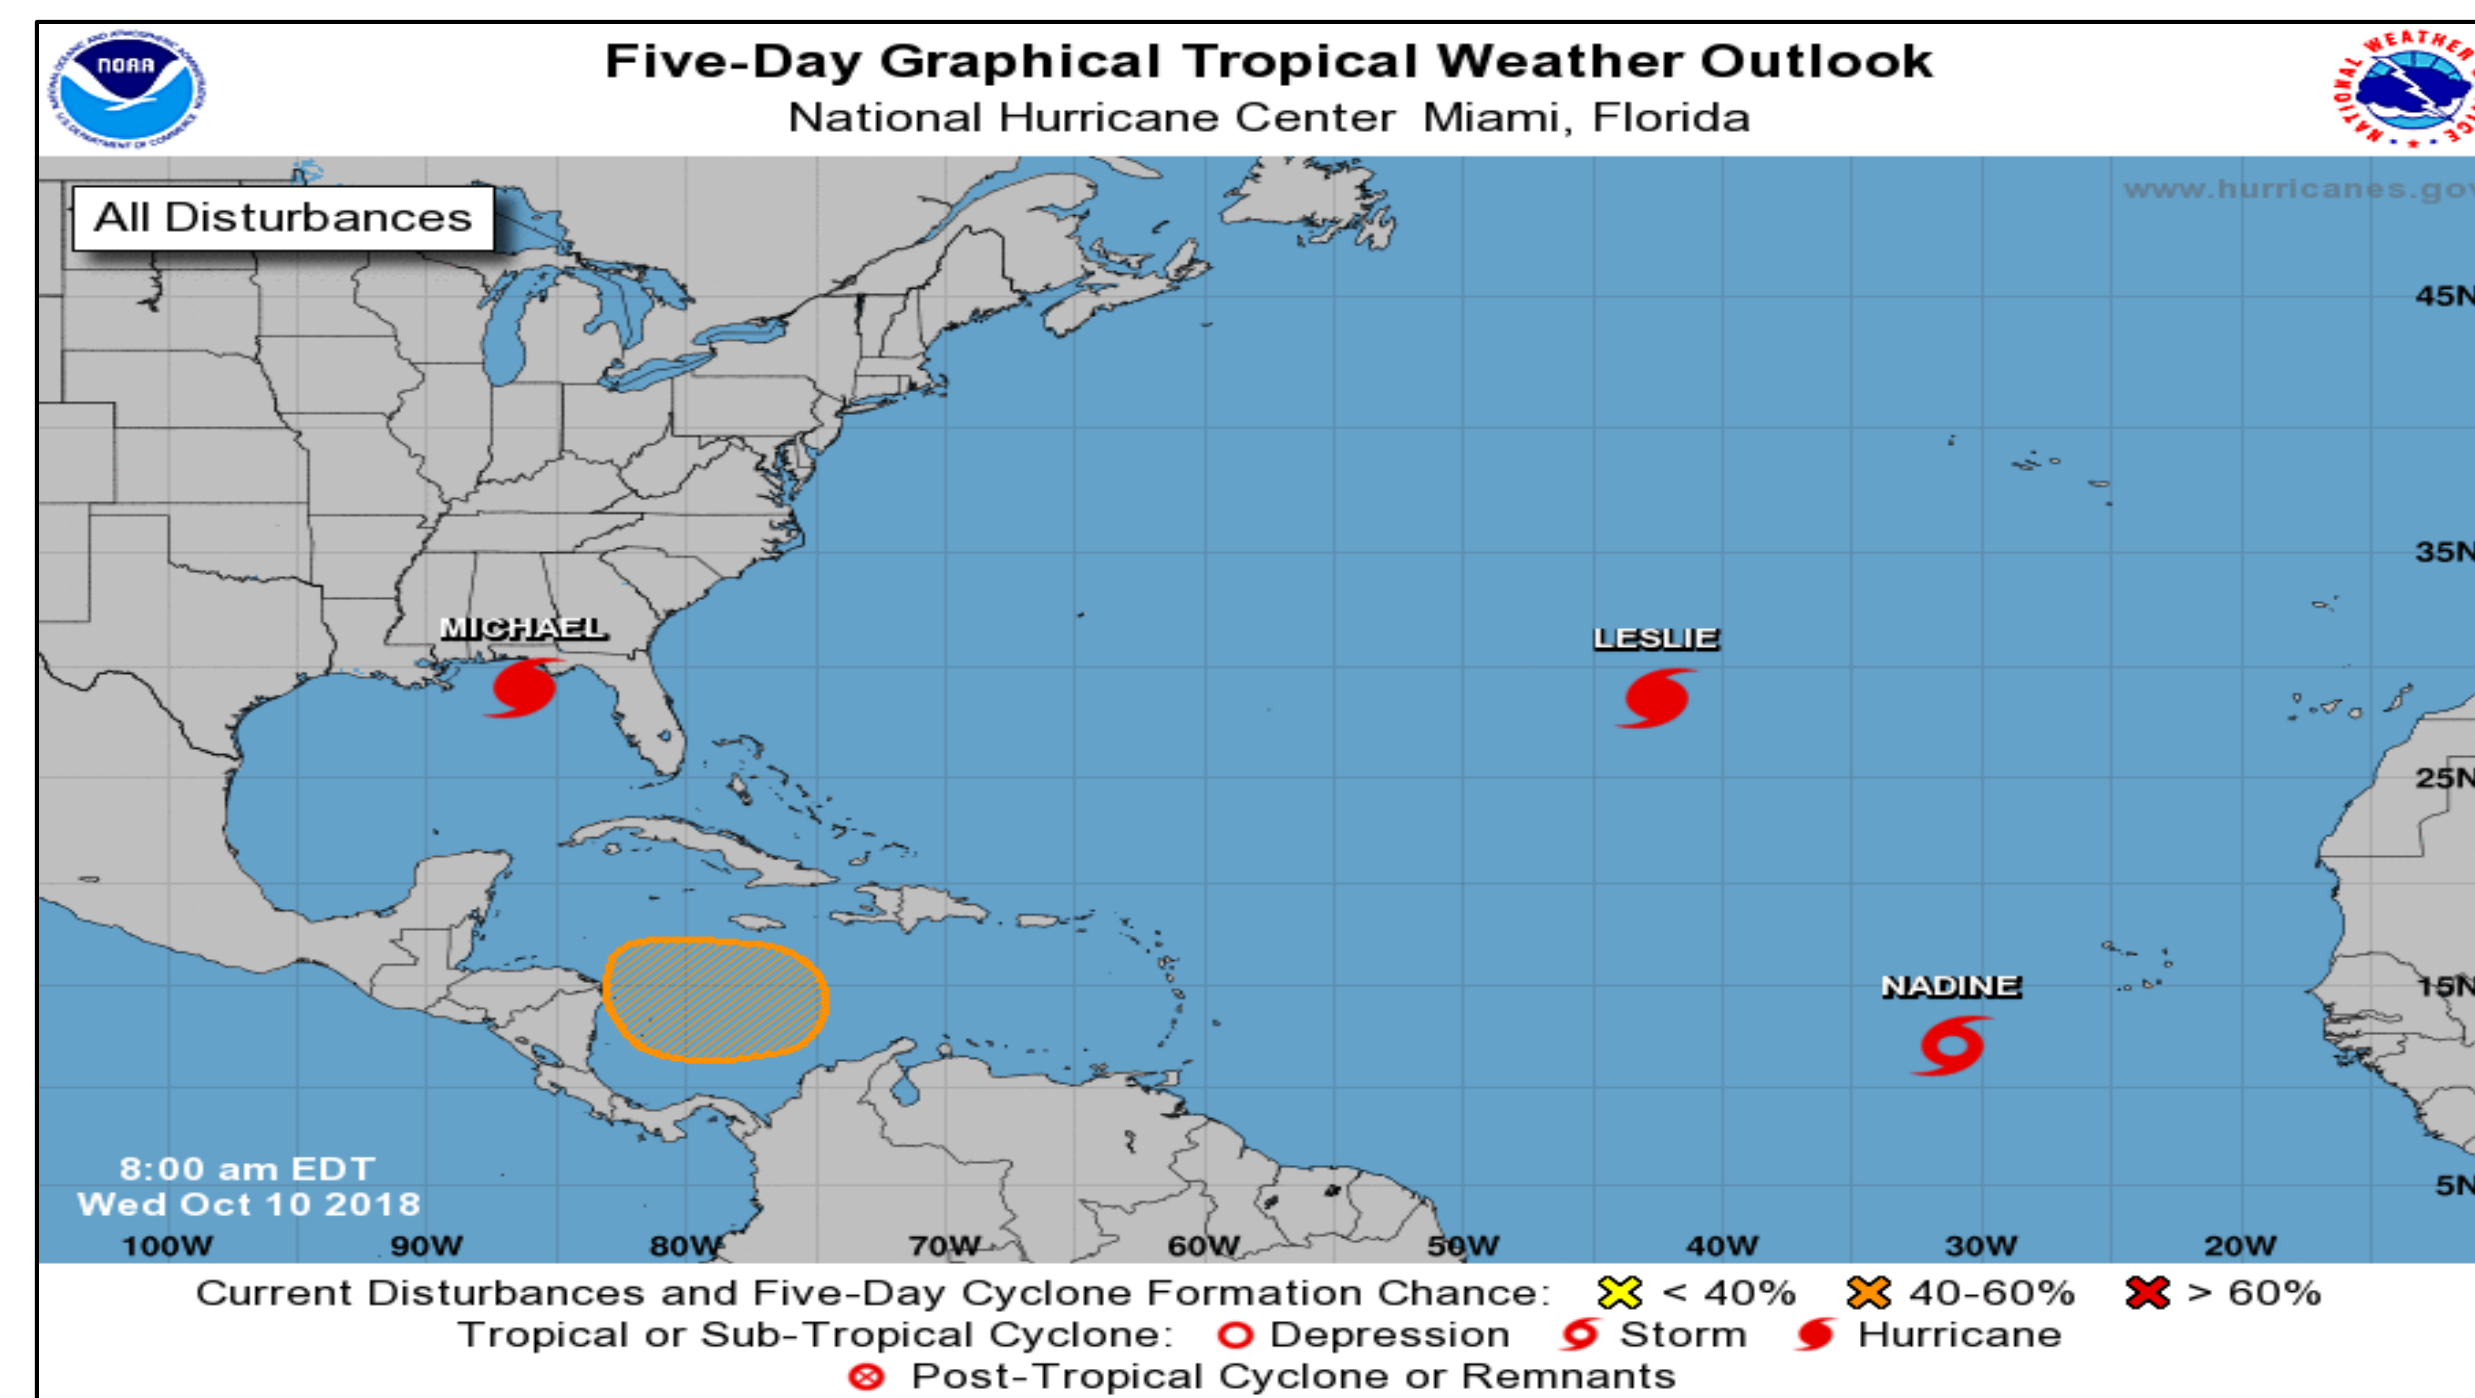 Five-Day Graphical Tropical Weather Outlook
National Hurricane Center Miami, Florida
NOAA
NATIONAL WEATHER
All Disturbances
www.hurricanes.gov
45N
35N
MICHAEL
LESLIE
25N
NADINE
15N
5N
8:00 am EDT
Wed Oct 10 2018
100W 90W 80W 70W 60W 50W 40W 30W 20W
Current Disturbances and Five-Day Cyclone Formation Chance: < 40% 40-60% > 60%
Tropical or Sub-Tropical Cyclone: Depression Storm Hurricane
Post-Tropical Cyclone or Remnants